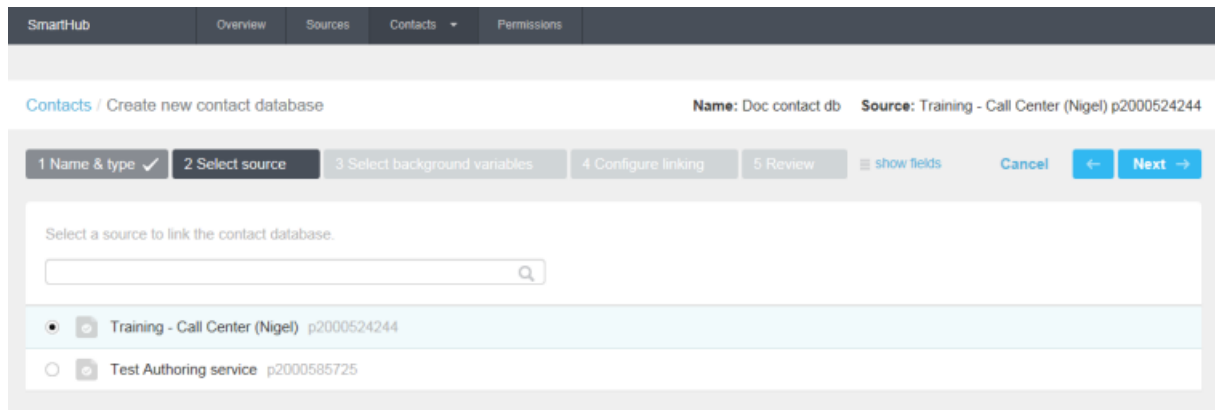 SmartHub Overview Sources Contacts Permissions
Contacts / Create new contact database Name: Doc contact db Source: Training - Call Center (Nigel) p2000524244
1 Name & type 2 Select source 3 Select background variables 4 Configure linking 5 Review show fields Cancel ← Next →
Select a source to link the contact database.
Training - Call Center (Nigel) p2000524244
Test Authoring service p2000585725